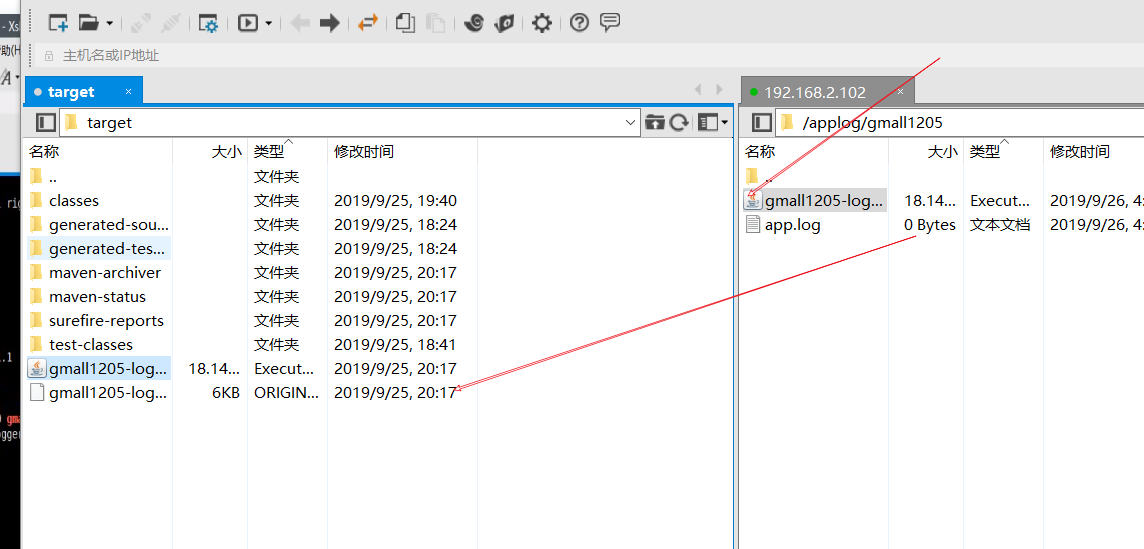 - Xs
助(H
主机名或IP地址
target
192.168.2.102
target
/applog/gmall1205
名称 大小 类型 修改时间
名称 大小 类型 修改时间
.. 文件夹
classes 文件夹 2019/9/25, 19:40
generated-sou... 文件夹 2019/9/25, 18:24
generated-tes... 文件夹 2019/9/25, 18:24
maven-archiver 文件夹 2019/9/25, 20:17
maven-status 文件夹 2019/9/25, 20:17
surefire-reports 文件夹 2019/9/25, 20:17
test-classes 文件夹 2019/9/25, 18:41
gmall1205-log... 18.14... Execut... 2019/9/25, 20:17
gmall1205-log... 6KB ORIGIN... 2019/9/25, 20:17
..
gmall1205-log... 18.14... Execut... 2019/9/26, 4:
app.log 0 Bytes 文本文档 2019/9/26, 4:
rig
.1
gm
ogger